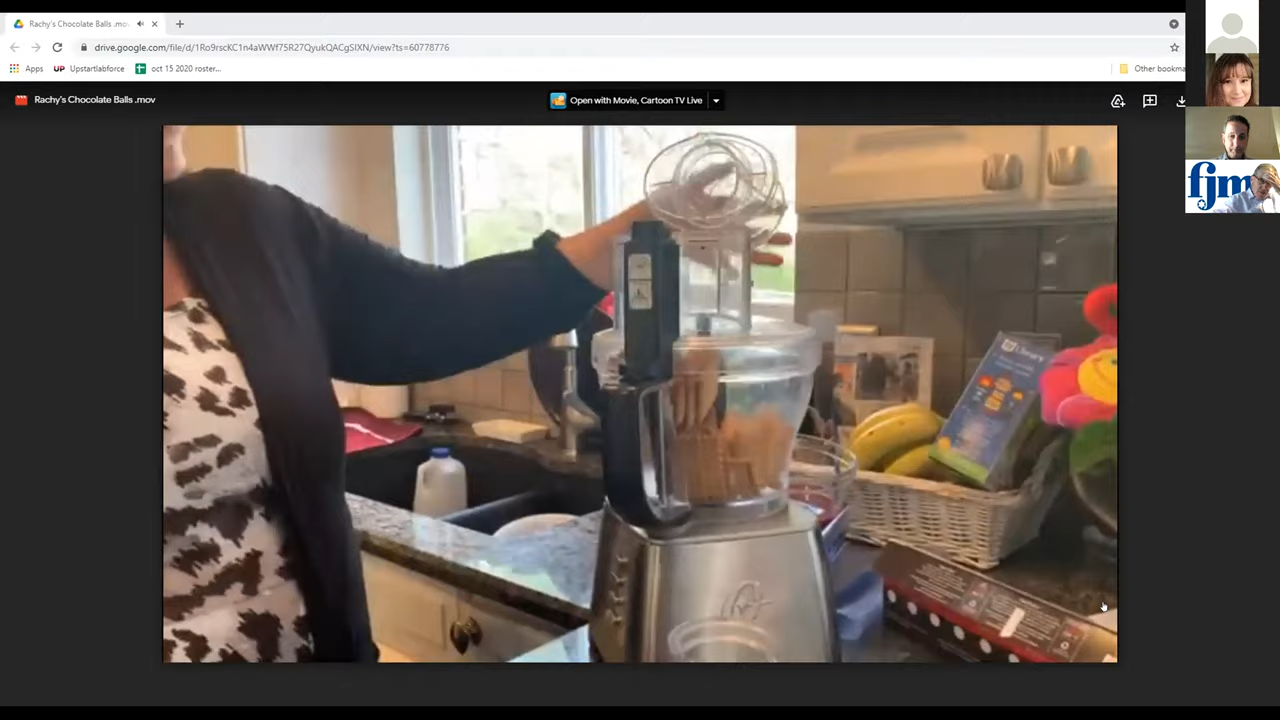 Rachy's Chocolate Balls .mov
drive.google.com/file/d/1Ro9rscKC1n4aWWf75R27QyukQACgSIXN/view?ts=60778776
Apps
UP Upstartlabforce
oct 15 2020 roster...
Other bookma
Rachy's Chocolate Balls .mov
Open with Movie, Cartoon TV Live
fjm
Library